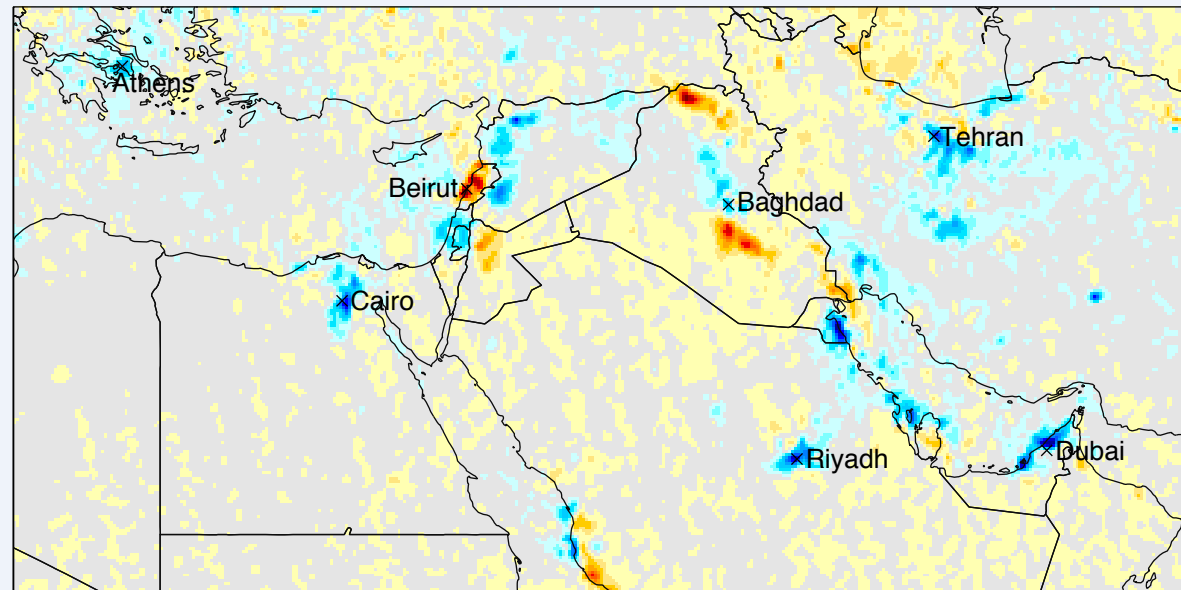 Athens
Tehran
Beirut
Baghdad
Cairo
Riyadh
Dubai